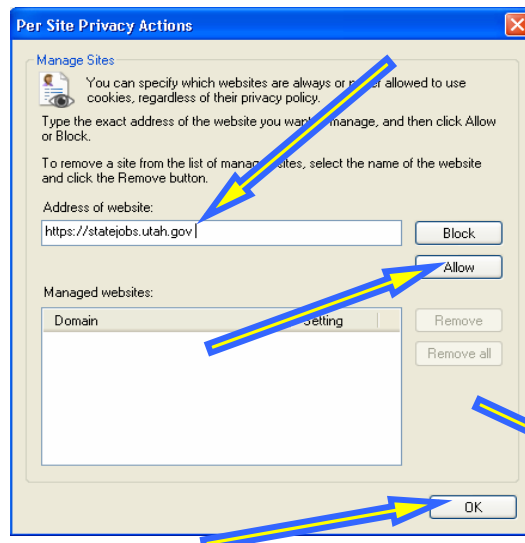 Per Site Privacy Actions
Manage Sites
You can specify which websites are always or allowed to use
cookies, regardless of their privacy policy.
Type the exact address of the website you want manage, and then click Allow
or Block.
To remove a site from the list of managed sites, select the name of the website
and click the Remove button.
Address of website:
https://statejobs.utah.gov
Block
Allow
Managed websites:
Domain Setting
Remove
Remove all
OK